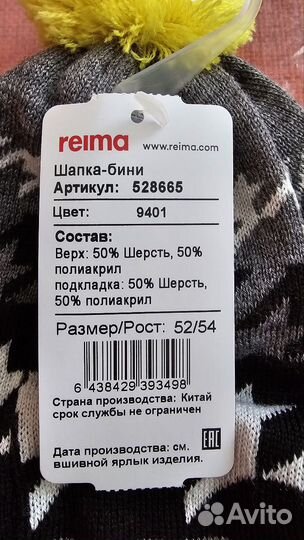 reima www.reima.com
Шапка-бини
Артикул: 528665
Цвет: 9401
Состав:
Верх: 50% Шерсть, 50%
полиакрил
подкладка: 50% Шерсть,
50% полиакрил
Размер/Рост: 52/54
6 438429 393498
Страна производства: Китай
срок службы не ограничен
Дата производства: см.
вшивной ярлык изделия.
EAC
Avito